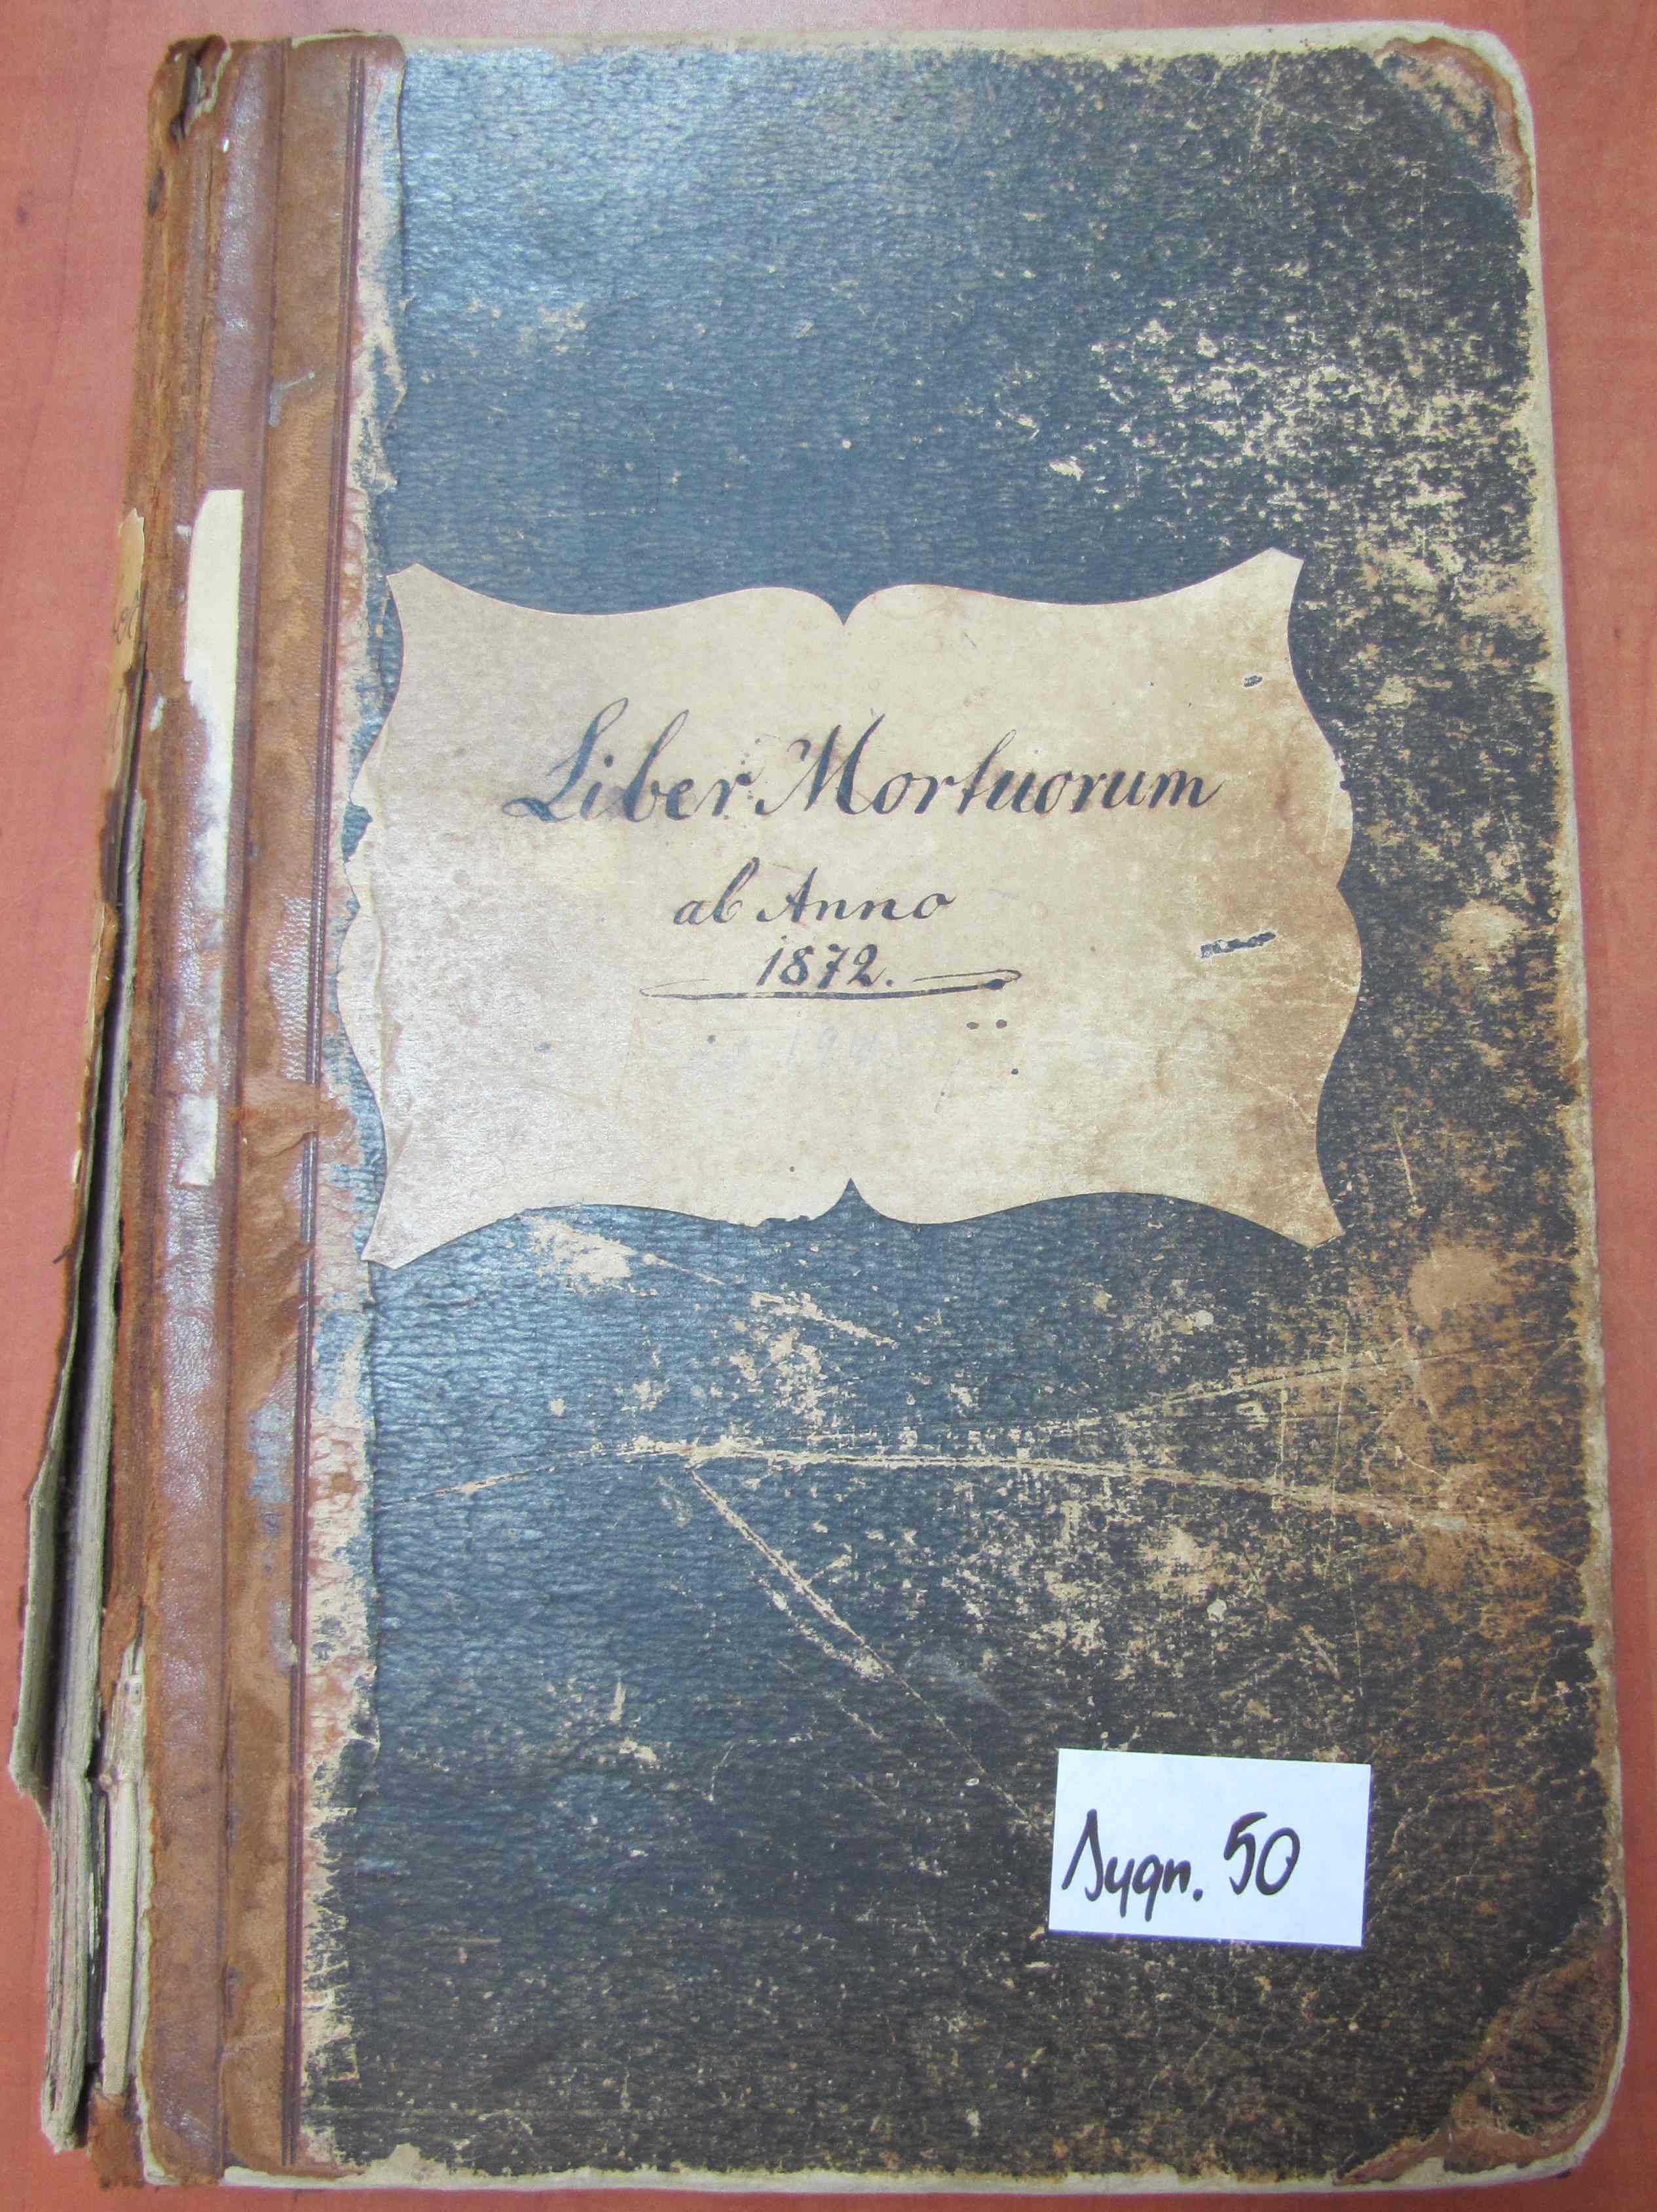 Liber Mortuorum
ab Anno
1872.
Sygn. 50